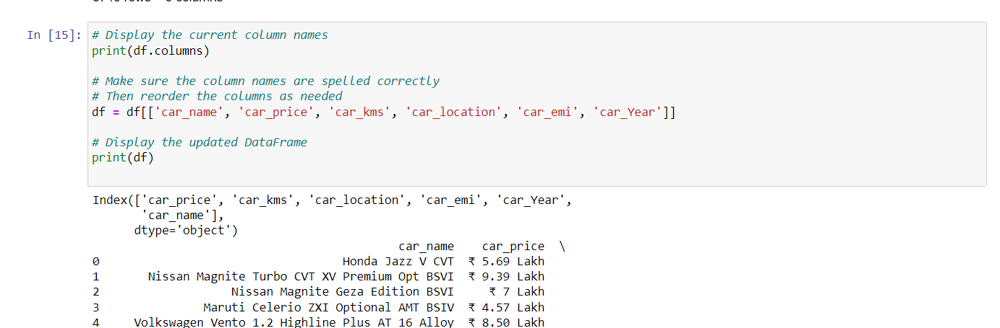 In [15]: # Display the current column names
print(df.columns)
# Make sure the column names are spelled correctly
# Then reorder the columns as needed
df = df[['car_name', 'car_price', 'car_kms', 'car_location', 'car_emi', 'car_Year']]
# Display the updated DataFrame
print(df)
Index(['car_price', 'car_kms', 'car_location', 'car_emi', 'car_Year',
'car_name'],
dtype='object')
car_name car_price \
0 Honda Jazz V CVT ₹ 5.69 Lakh
1 Nissan Magnite Turbo CVT XV Premium Opt BSVI ₹ 9.39 Lakh
2 Nissan Magnite Geza Edition BSVI ₹ 7 Lakh
3 Maruti Celerio ZXI Optional AMT BSIV ₹ 4.57 Lakh
4 Volkswagen Vento 1.2 Highline Plus AT 16 Alloy ₹ 8.50 Lakh